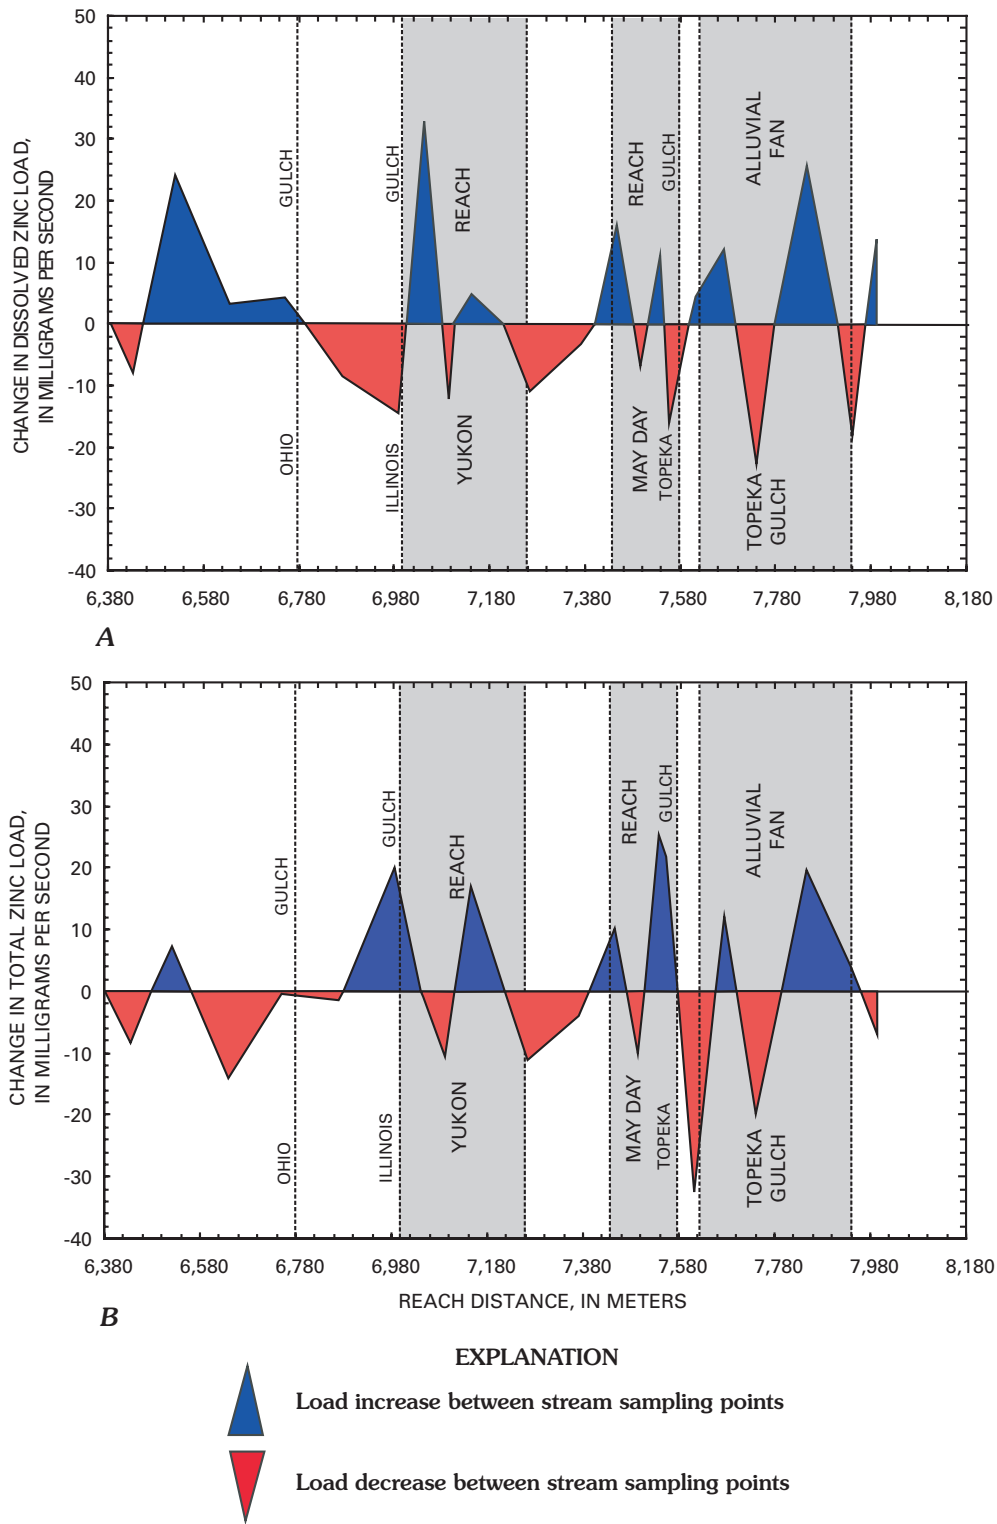 CHANGE IN DISSOLVED ZINC LOAD,
IN MILLIGRAMS PER SECOND
50
40
30
20
10
0
-10
-20
-30
-40
OHIO GULCH
ILLINOIS GULCH
YUKON REACH
MAY DAY REACH
TOPEKA GULCH
TOPEKA ALLUVIAL
GULCH FAN
6,380 6,580 6,780 6,980 7,180 7,380 7,580 7,780 7,980 8,180
A
CHANGE IN TOTAL ZINC LOAD,
IN MILLIGRAMS PER SECOND
50
40
30
20
10
0
-10
-20
-30
-40
OHIO GULCH
ILLINOIS GULCH
YUKON REACH
MAY DAY REACH
TOPEKA GULCH
TOPEKA ALLUVIAL
GULCH FAN
6,380 6,580 6,780 6,980 7,180 7,380 7,580 7,780 7,980 8,180
REACH DISTANCE, IN METERS
B
EXPLANATION
Load increase between stream sampling points
Load decrease between stream sampling points